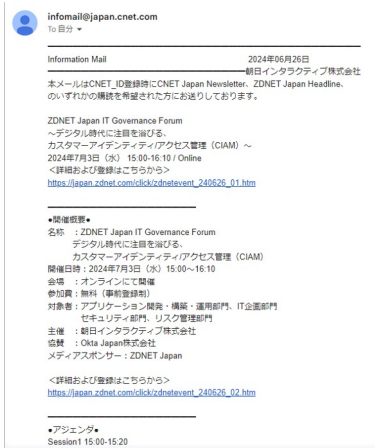 infomail@japan.cnet.com
To 自分
Information Mail 2024年06月26日
朝日インタラクティブ株式会社
本メールはCNET_ID登録時にCNET Japan Newsletter、ZDNET Japan Headline、
のいずれかの購読を希望された方にお送りしております。
ZDNET Japan IT Governance Forum
～デジタル時代に注目を浴びる、
カスタマーアイデンティティ/アクセス管理（CIAM）～
2024年7月3日（水） 15:00-16:10 / Online
＜詳細および登録はこちらから＞
https://japan.zdnet.com/click/zdnetevent_240626_01.htm
●開催概要●
名称 ：ZDNET Japan IT Governance Forum
デジタル時代に注目を浴びる、
カスタマーアイデンティティ/アクセス管理（CIAM）
開催日時：2024年7月3日（水）15:00～16:10
会場 ：オンラインにて開催
参加費：無料（事前登録制）
対象者：アプリケーション開発・構築・運用部門、IT企画部門
セキュリティ部門、リスク管理部門
主催 ：朝日インタラクティブ株式会社
協賛 ：Okta Japan株式会社
メディアスポンサー：ZDNET Japan
＜詳細および登録はこちらから＞
https://japan.zdnet.com/click/zdnetevent_240626_02.htm
●アジェンダ●
Session1 15:00-15:20